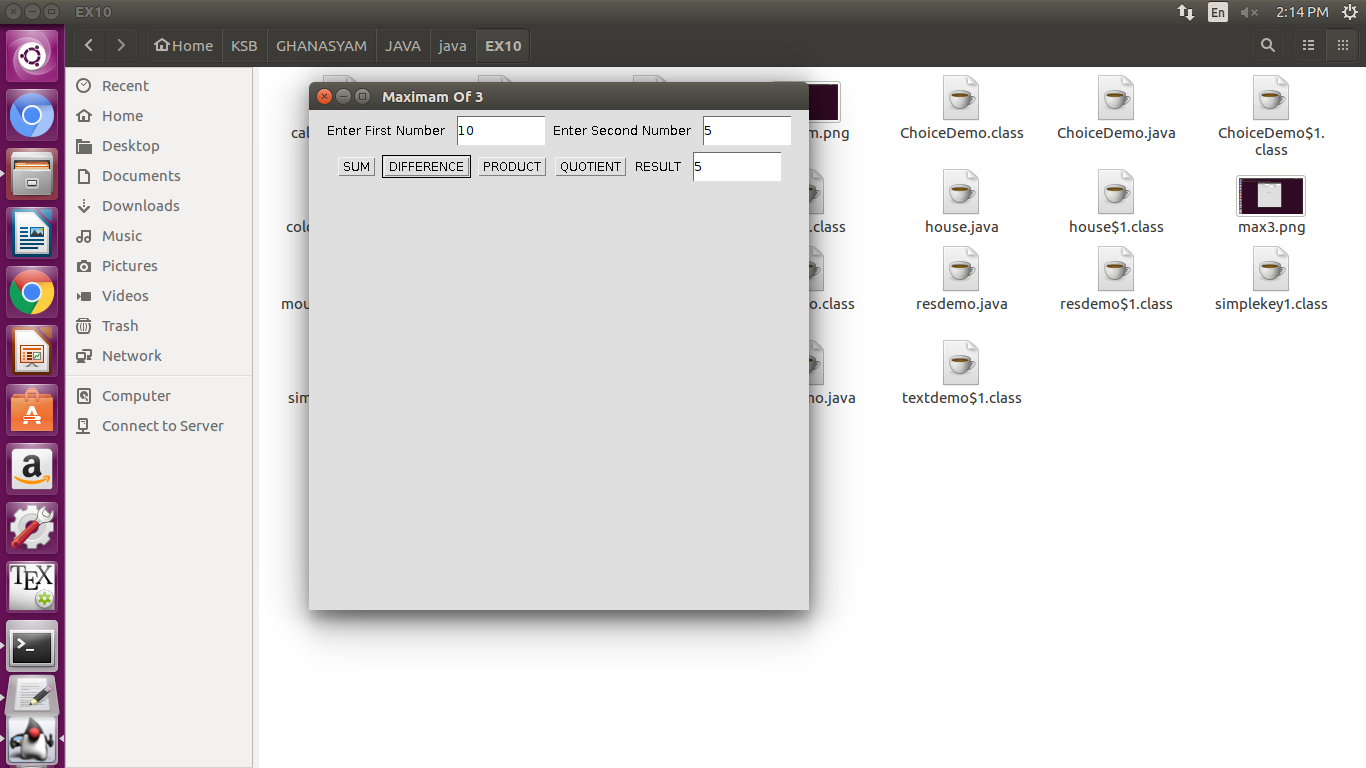 EX10
En
2:14 PM
Home KSB GHANASYAM JAVA java EX10
Recent
Home
Desktop
Documents
Downloads
Music
Pictures
Videos
Trash
Network
Computer
Connect to Server
Maximam Of 3
Enter First Number 10 Enter Second Number 5
SUM DIFFERENCE PRODUCT QUOTIENT RESULT 5
cal
m.png
ChoiceDemo.class
ChoiceDemo.java
ChoiceDemo$1.
class
colo
.class
house.java
house$1.class
max3.png
mou
o.class
resdemo.java
resdemo$1.class
simplekey1.class
sim
mo.java
textdemo$1.class
TEX